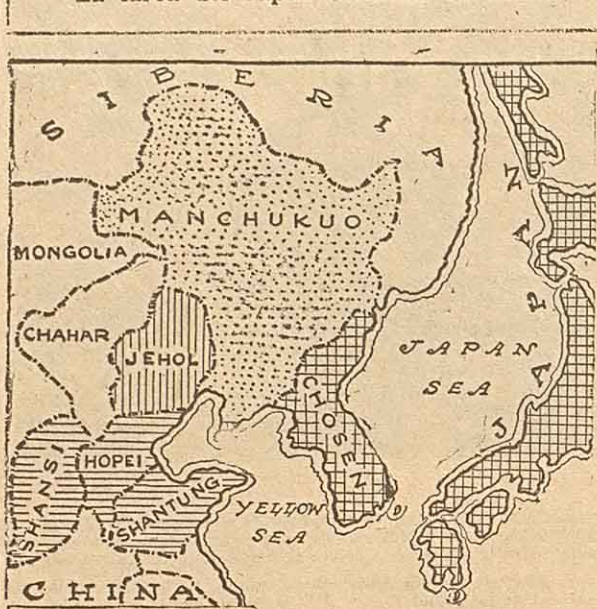 SIBERIA
MANCHUKUO
MONGOLIA
CHAHAR
JEHOL
JAPAN
JAPAN
SEA
CHOSEN
HOPEI
SHANSI
SHANTUNG
YELLOW
SEA
CHINA